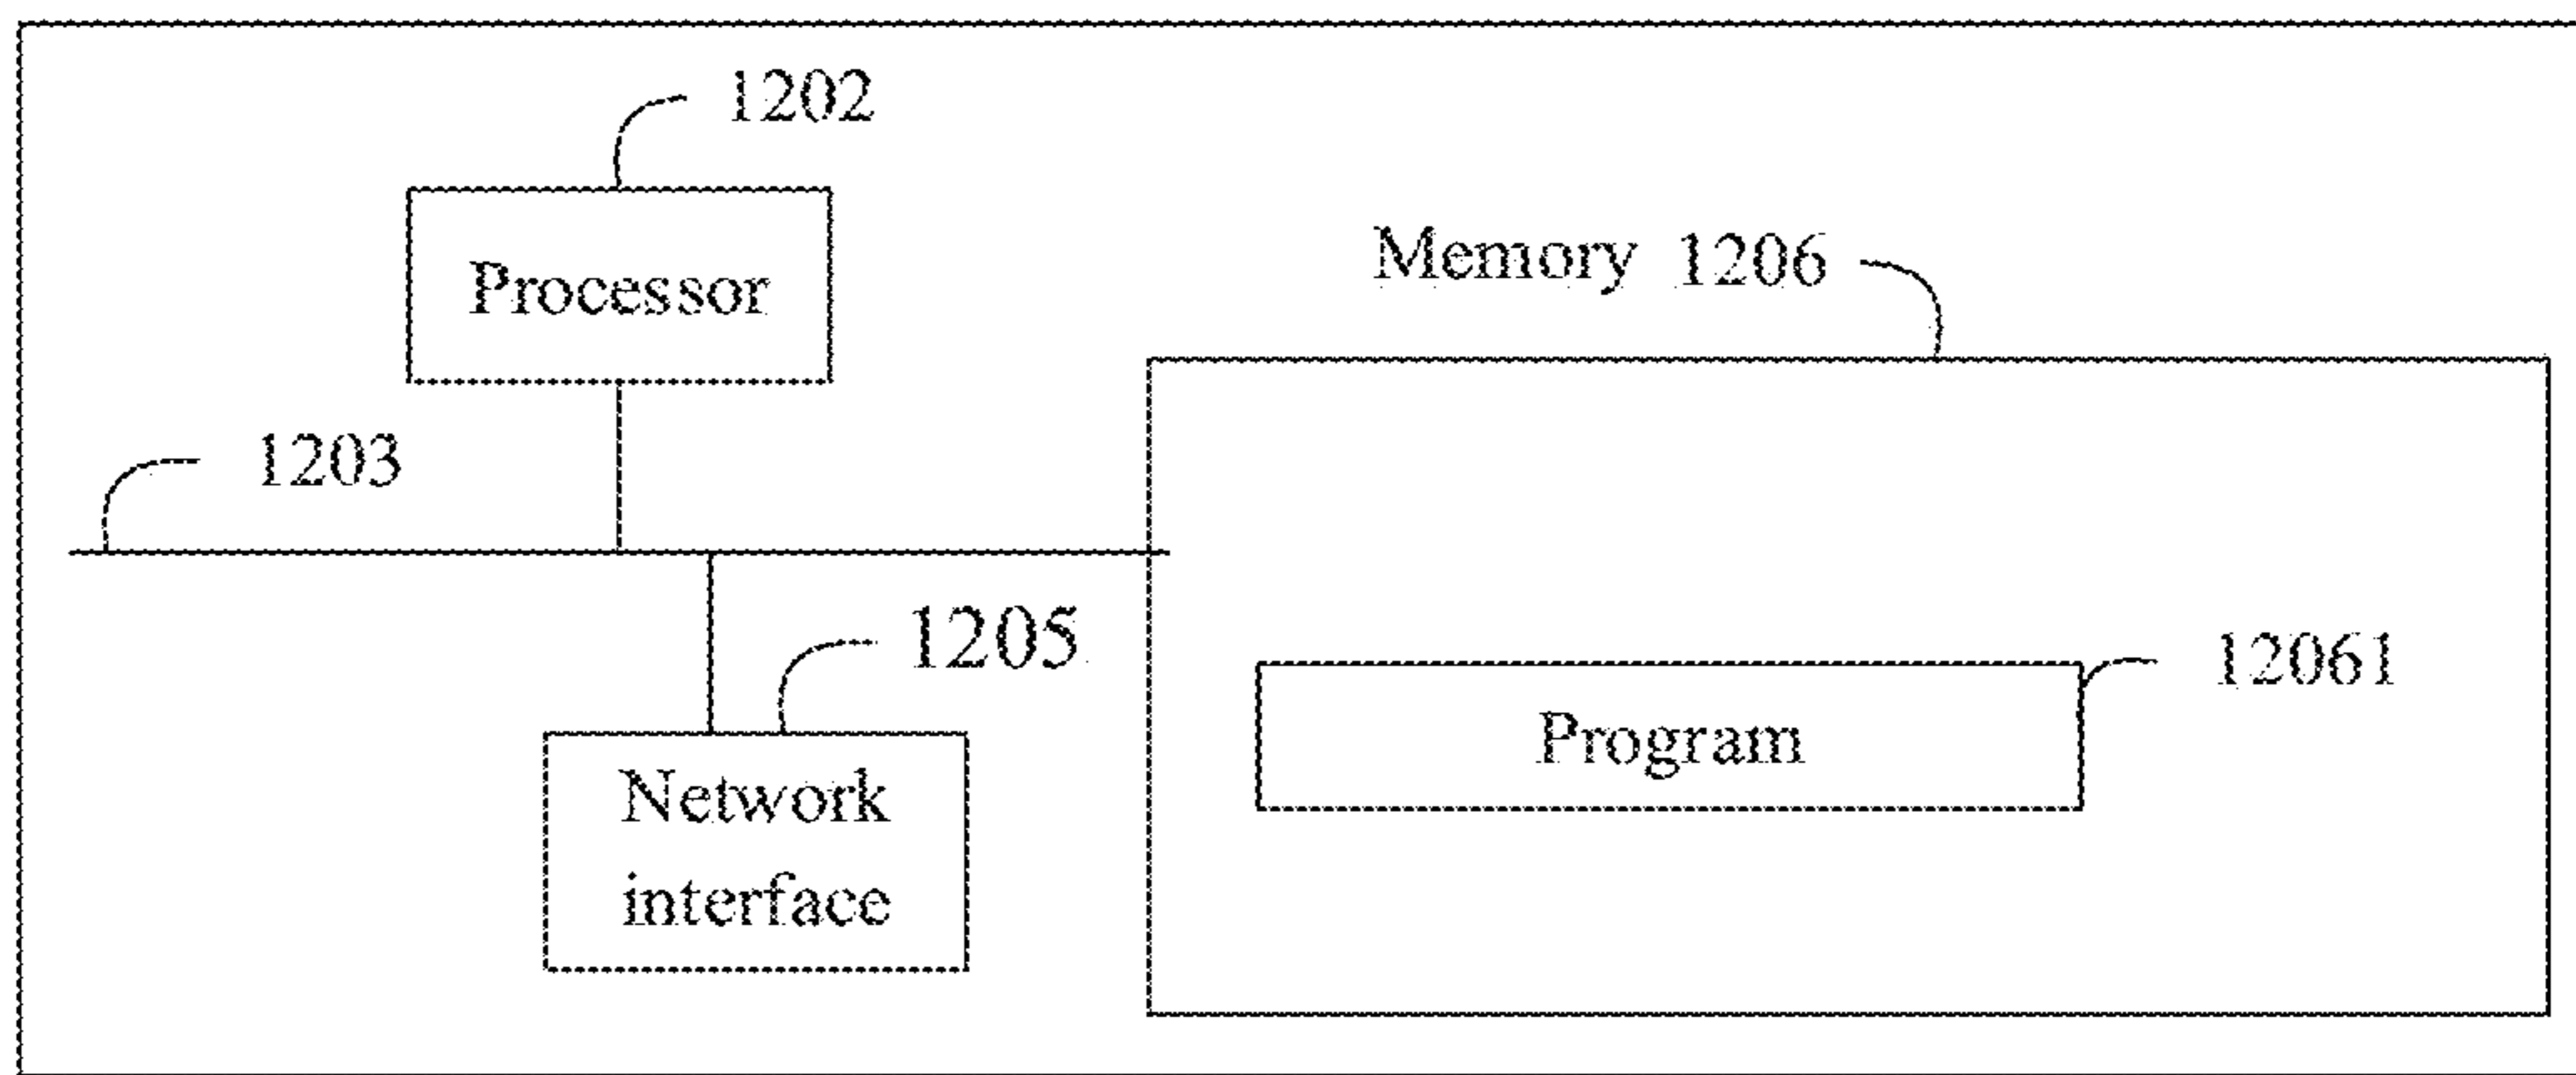 1202
Processor
Memory 1206
1203
1205
12061
Program
Network
interface